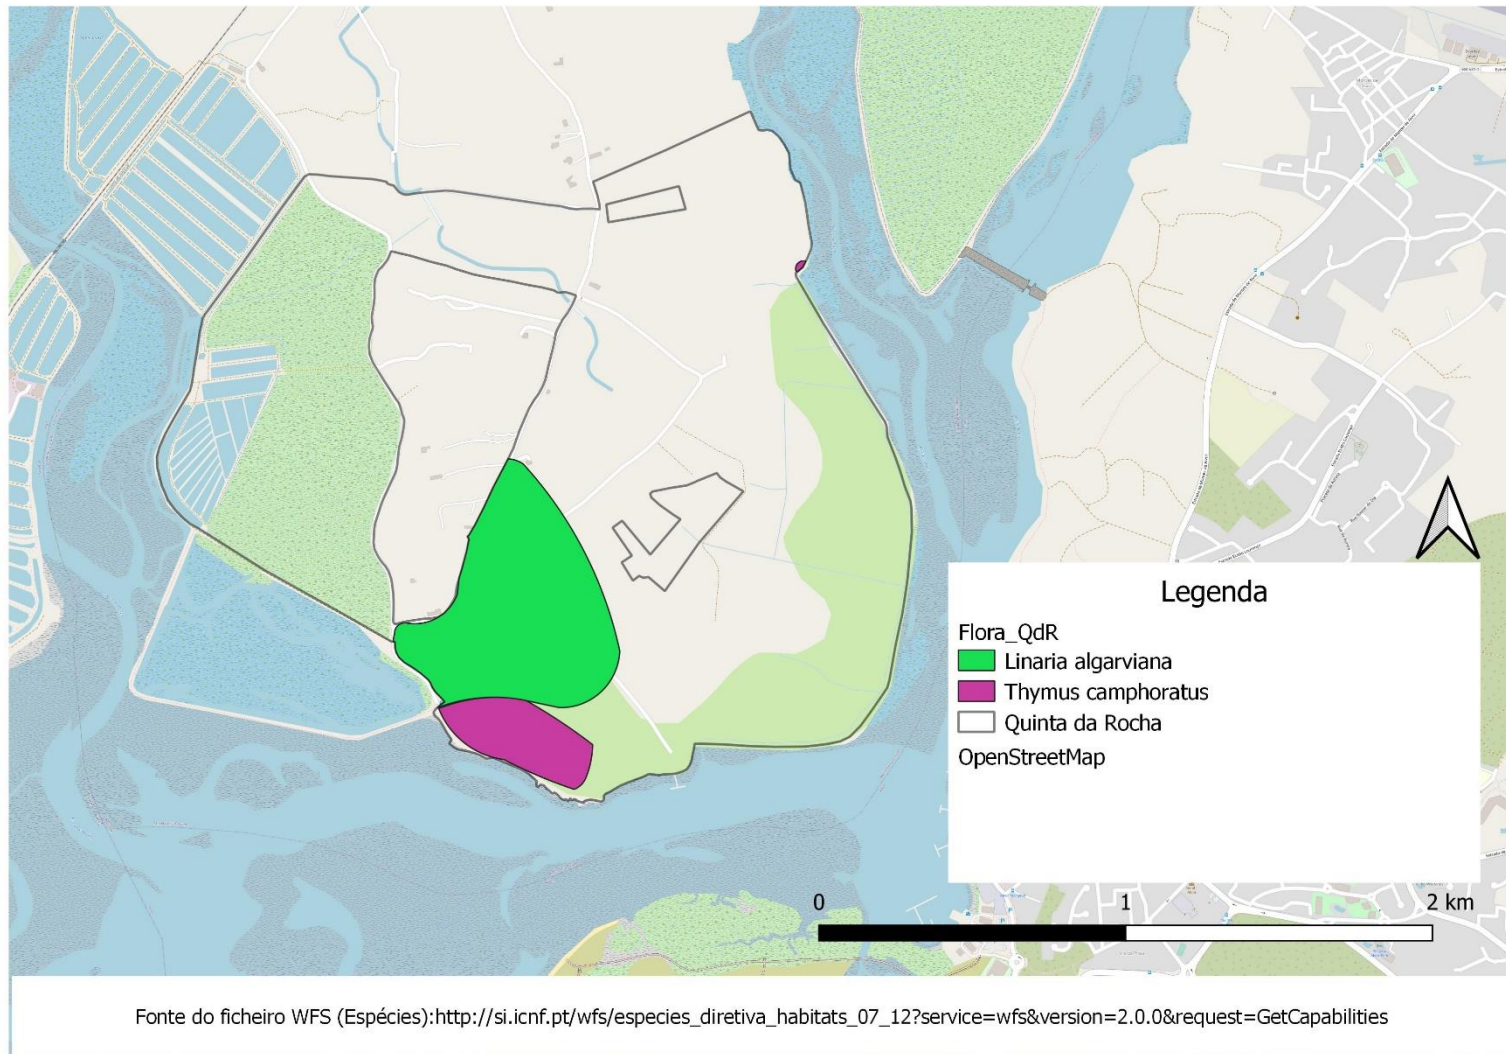 Legenda
Flora_QdR
Linaria algarviana
Thymus camphoratus
Quinta da Rocha
OpenStreetMap
0 1 2 km
Fonte do ficheiro WFS (Espécies):http://si.icnf.pt/wfs/especies_diretiva_habitats_07_12?service=wfs&version=2.0.0&request=GetCapabilities